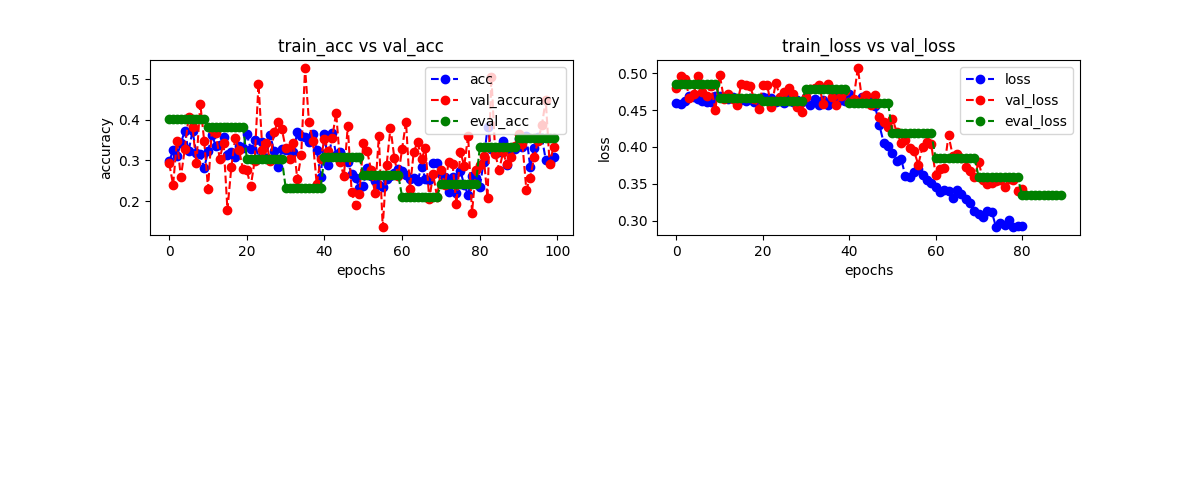 train_acc vs val_acc
accuracy
0.5
0.4
0.3
0.2
acc
val_accuracy
eval_acc
0 20 40 60 80 100
epochs
train_loss vs val_loss
loss
0.50
0.45
0.40
0.35
0.30
loss
val_loss
eval_loss
0 20 40 60 80
epochs